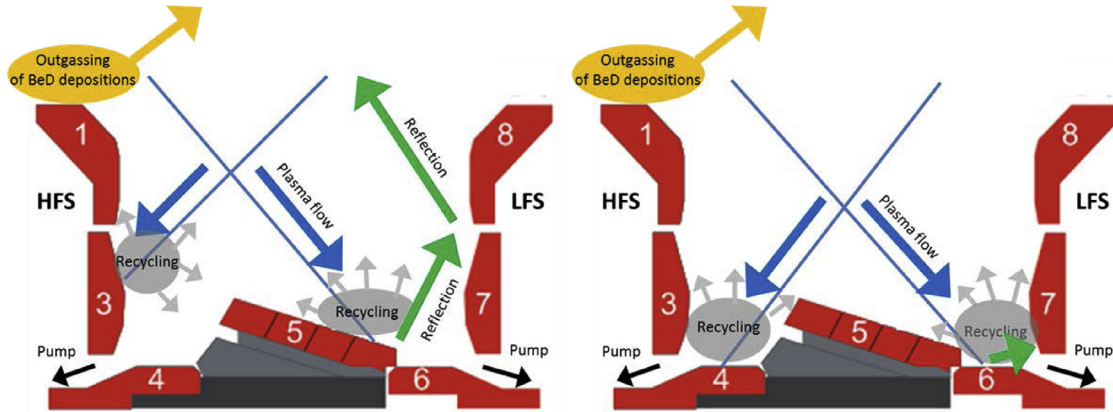 Outgassing
of BeD depositions
1
8
HFS
LFS
Reflection
Plasma flow
Recycling
3
Reflection
7
5
Recycling
Pump
Pump
4
6
Outgassing
of BeD depositions
1
8
HFS
LFS
Plasma flow
3
7
Recycling
5
Recycling
Pump
Pump
4
6